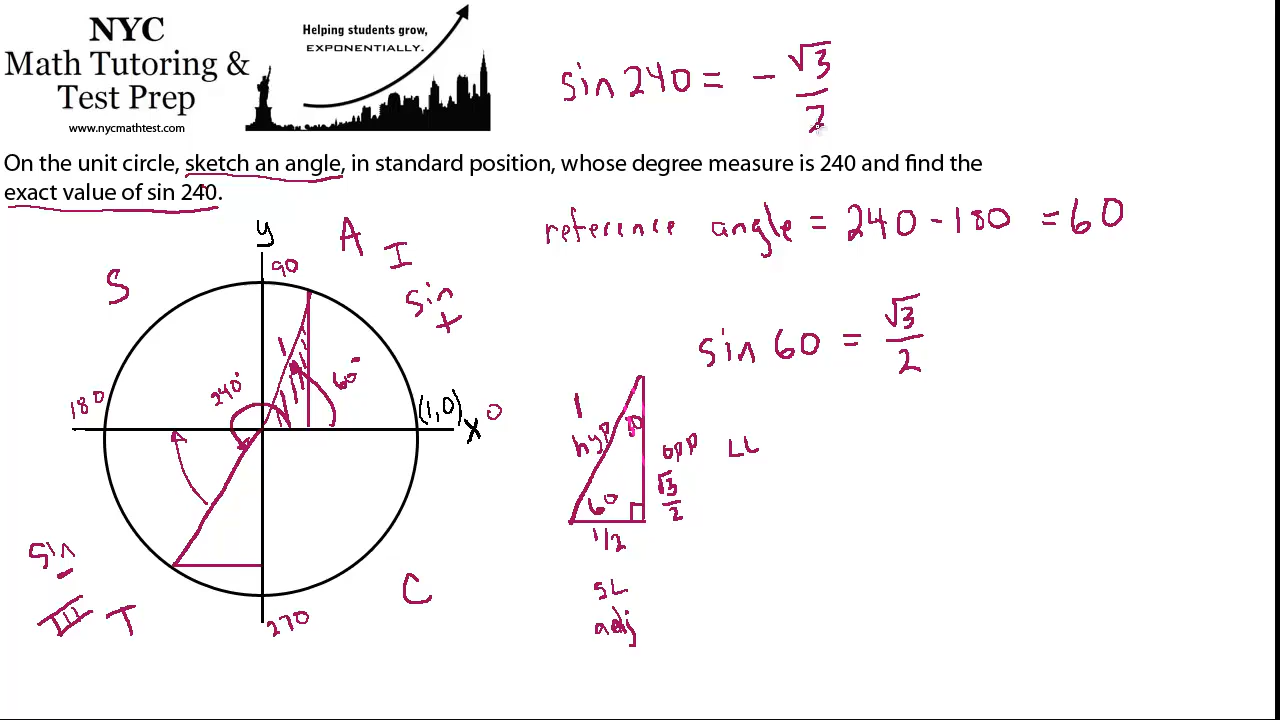 NYC
Math Tutoring &
Test Prep
www.nycmathtest.com
Helping students grow,
EXPONENTIALLY.
sin 240 = - √3/2
On the unit circle, sketch an angle, in standard position, whose degree measure is 240 and find the
exact value of sin 240.
reference angle = 240 - 180 = 60
sin 60 = √3/2
y
90
A
I
S
sin
+
1
60°
240°
180
(1,0)
x
0
sin
-
III
T
C
270
1
hyp
opp LL
√3/2
60
1/2
SL
adj